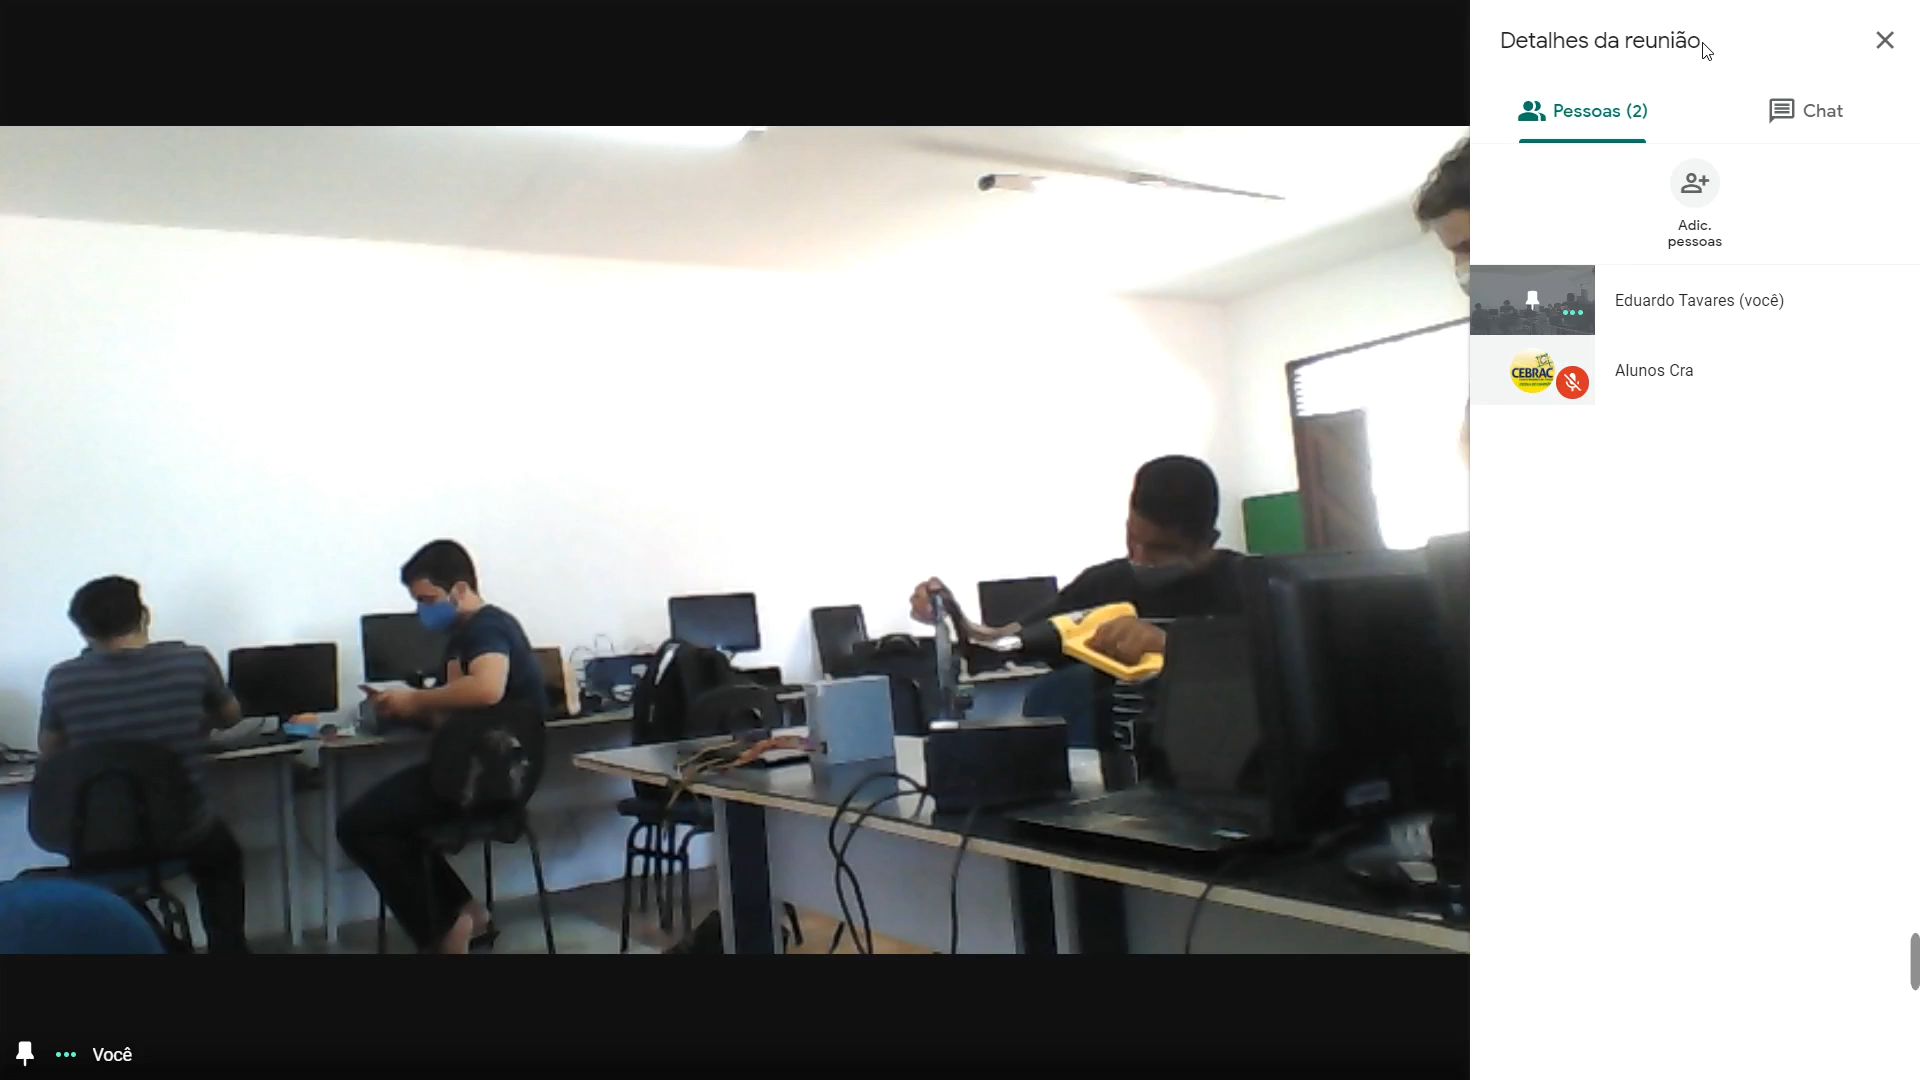 Detalhes da reunião
Pessoas (2)
Chat
Adic.
pessoas
Eduardo Tavares (você)
CEBRAC
Alunos Cra
Você